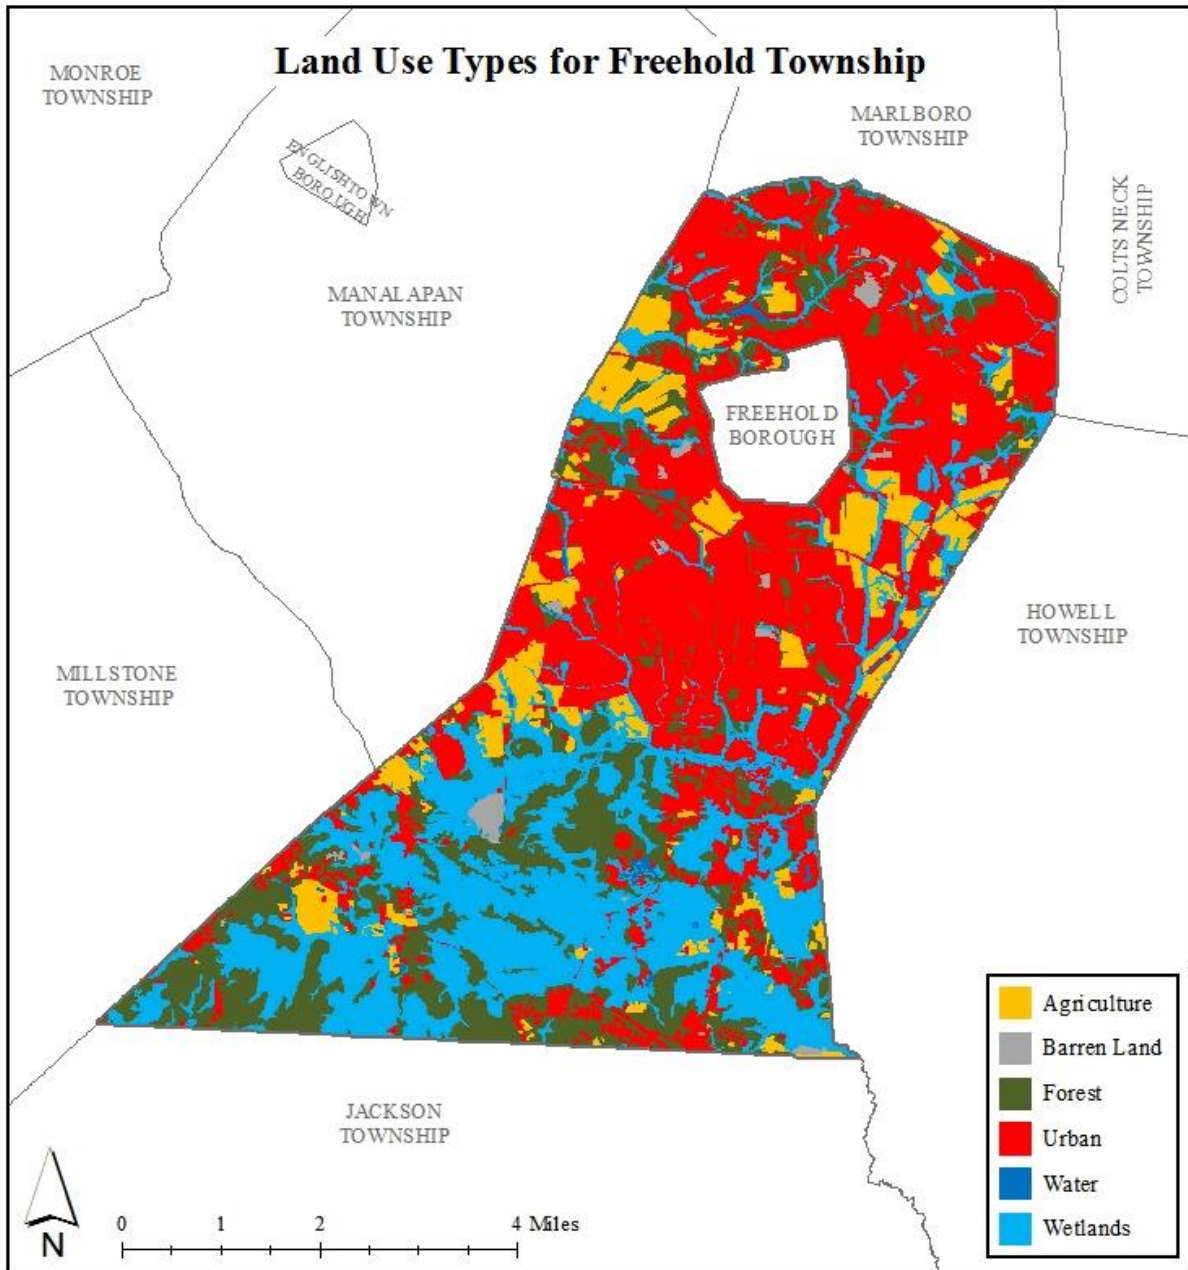 Land Use Types for Freehold Township
MONROE
TOWNSHIP
MARLBORO
TOWNSHIP
ENGLISHTOWN
BOROUGH
COLTS NECK
TOWNSHIP
MANALAPAN
TOWNSHIP
FREEHOLD
BOROUGH
HOWELL
TOWNSHIP
MILLSTONE
TOWNSHIP
JACKSON
TOWNSHIP
Agriculture
Barren Land
Forest
Urban
Water
Wetlands
N
0 1 2 4 Miles